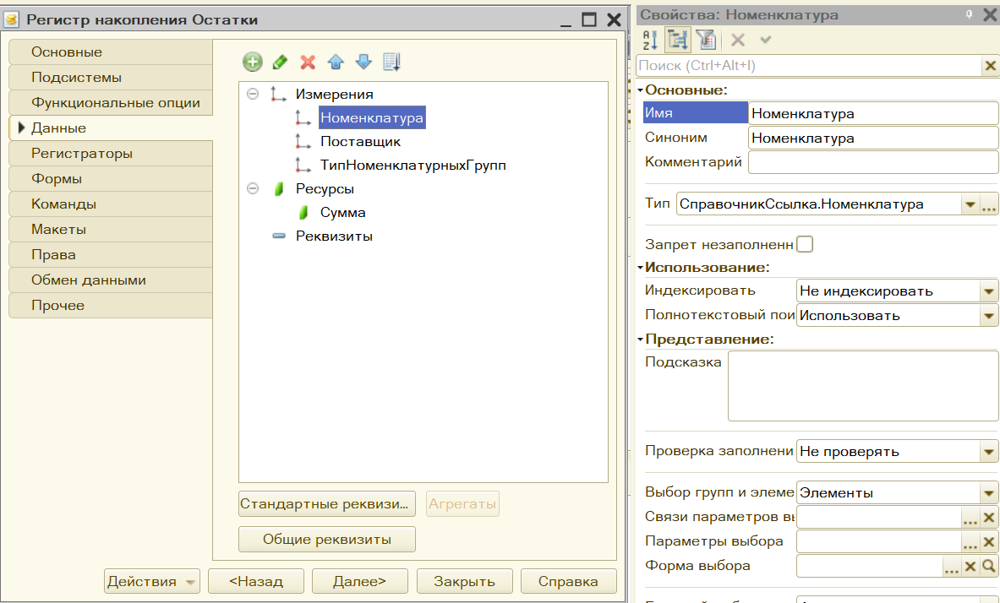 Регистр накопления Остатки
Основные
Подсистемы
Функциональные опции
Данные
Регистраторы
Формы
Команды
Макеты
Права
Обмен данными
Прочее
Измерения
Номенклатура
Поставщик
ТипНоменклатурныхГрупп
Ресурсы
Сумма
Реквизиты
Стандартные реквизи... Агрегаты
Общие реквизиты
Действия <Назад Далее> Закрыть Справка
Свойства: Номенклатура
Поиск (Ctrl+Alt+I)
Основные:
Имя Номенклатура
Синоним Номенклатура
Комментарий
Тип СправочникСсылка.Номенклатура ...
Запрет незаполненн
Использование:
Индексировать Не индексировать
Полнотекстовый пои Использовать
Представление:
Подсказка
Проверка заполнени Не проверять
Выбор групп и элеме Элементы
Связи параметров вы ...
Параметры выбора ...
Форма выбора ...